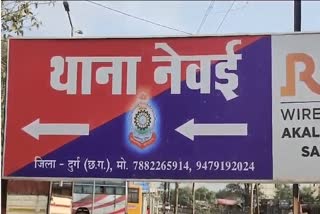 थाना नेवई
जिला - दुर्ग (छ.ग.), मो. 7882265914, 9479192024
R
WIRE
AKAL
SA